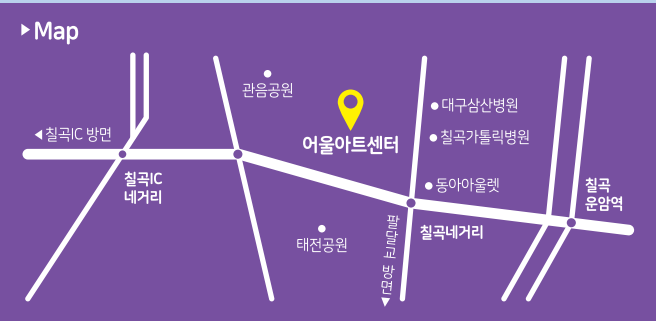 Map
관음공원
칠곡IC 방면
어울아트센터
대구삼산병원
칠곡가톨릭병원
동아아울렛
칠곡IC
네거리
칠곡
운암역
태전공원
칠곡네거리
팔달교 방면